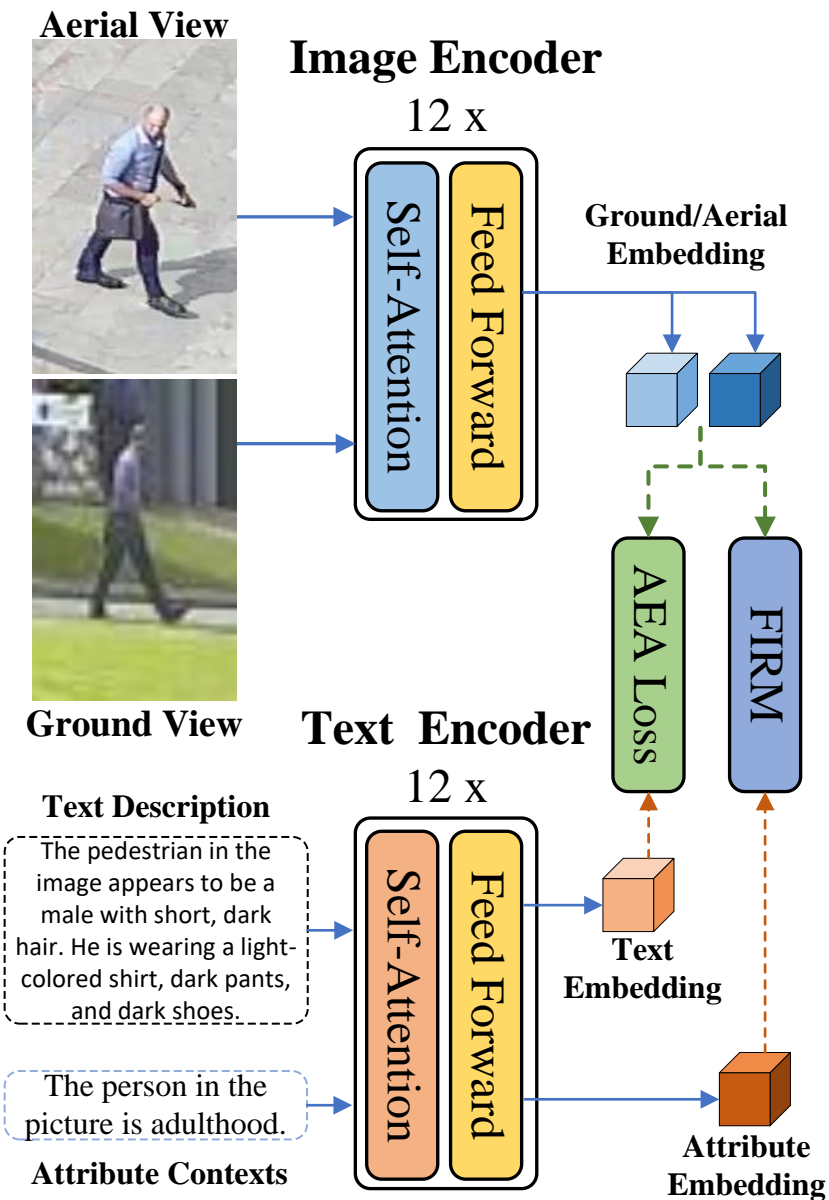 Aerial View
Image Encoder
12 x
Self-Attention
Feed Forward
Ground/Aerial
Embedding
AEA Loss
FIRM
Ground View
Text Encoder
12 x
Text Description
The pedestrian in the
image appears to be a
male with short, dark
hair. He is wearing a light-
colored shirt, dark pants,
and dark shoes.
Self-Attention
Feed Forward
Text
Embedding
The person in the
picture is adulthood.
Attribute Contexts
Attribute
Embedding